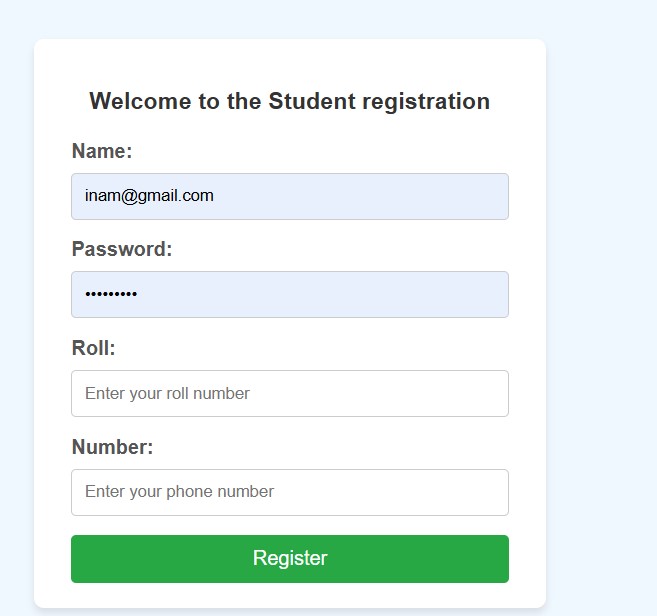 Welcome to the Student registration
Name:
inam@gmail.com
Password:
•••••••••
Roll:
Enter your roll number
Number:
Enter your phone number
Register